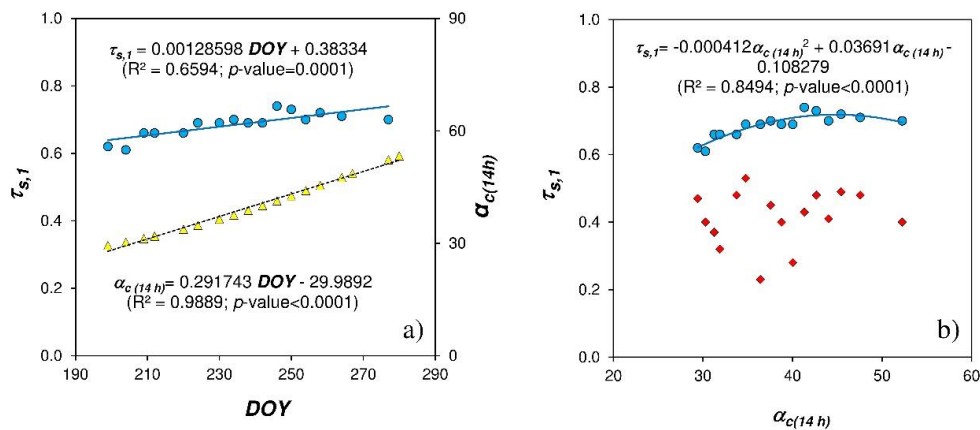 τs,1 = 0.00128598 DOY + 0.38334
(R² = 0.6594; p-value=0.0001)
αc (14 h)= 0.291743 DOY - 29.9892
(R² = 0.9889; p-value<0.0001)
a)
1.0
0.8
0.6
0.4
0.2
0.0
τs,1
90
60
30
0
αc(14h)
190
210
230
250
270
290
DOY
τs,1= -0.000412αc (14 h)² + 0.03691αc (14 h) -
0.108279
(R² = 0.8494; p-value<0.0001)
b)
1.0
0.8
0.6
0.4
0.2
0.0
τs,1
20
30
40
50
60
αc(14 h)